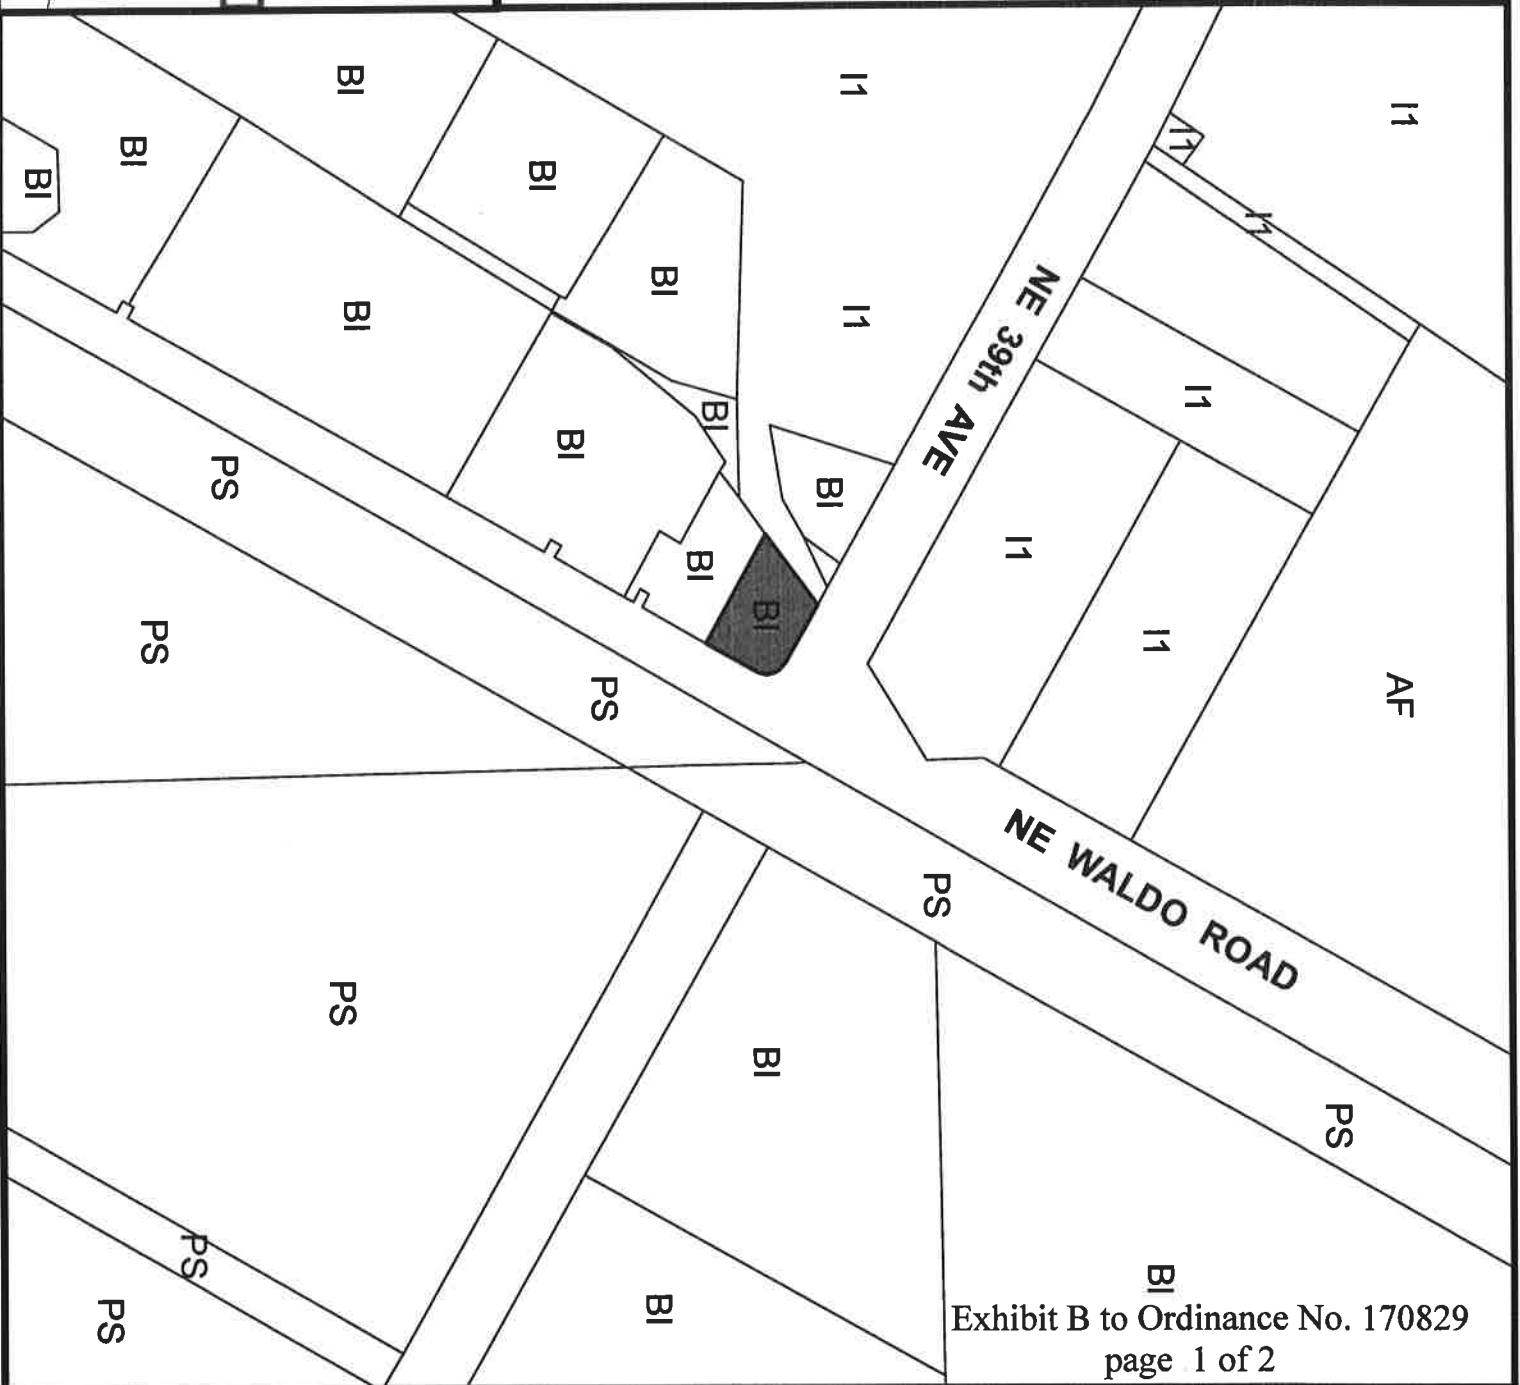 BI
I1
I1
BI
I1
BI
BI
I1
BI
BI
I1
NE 39th AVE
I1
BI
BI
BI
PS
BI
I1
BI
BI
PS
I1
PS
AF
NE WALDO ROAD
PS
PS
BI
PS
PS
BI
BI
PS
Exhibit B to Ordinance No. 170829
page 1 of 2